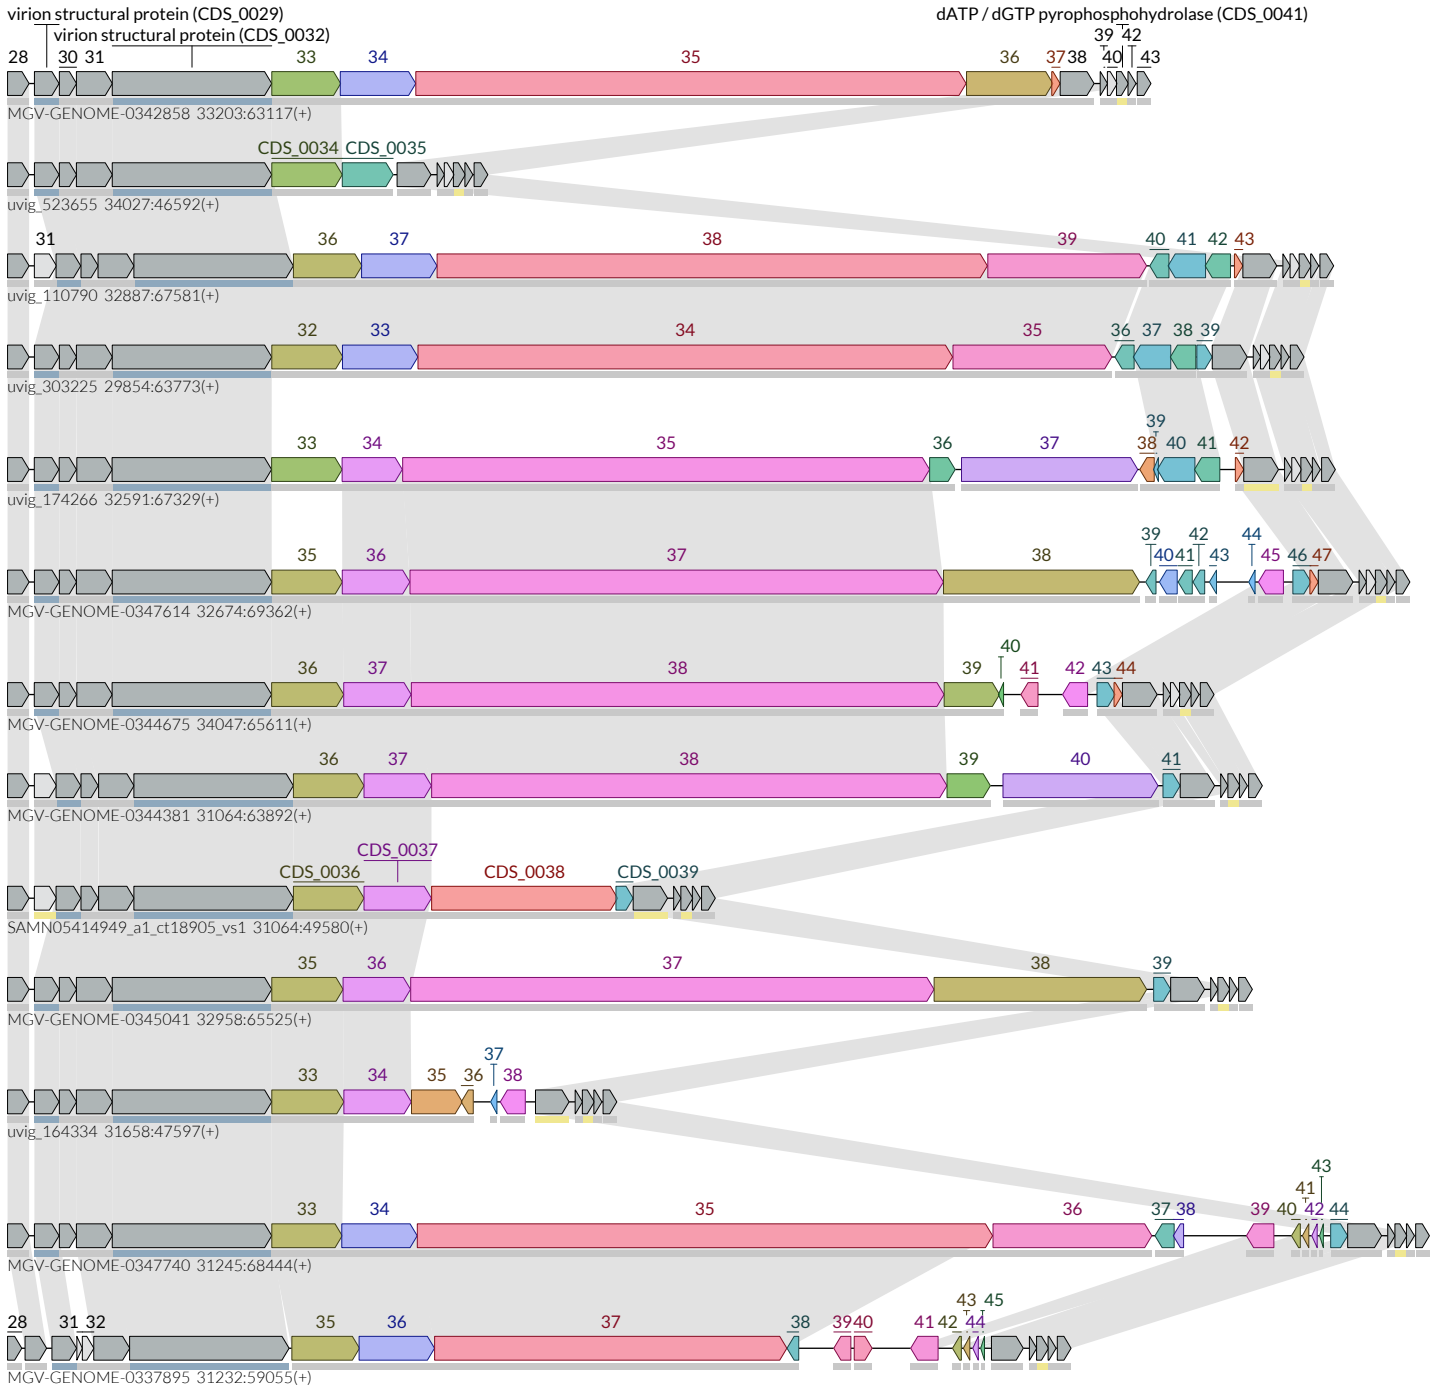 virion structural protein (CDS_0029) dATP / dGTP pyrophosphohydrolase (CDS_0041)
virion structural protein (CDS_0032) 39 42
28 30 31 33 34 35 36 37 38 40 43
MGV-GENOME-0342858 33203:63117(+)
CDS_0034 CDS_0035
uvig_523655 34027:46592(+)
31 36 37 38 39 40 41 42 43
uvig_110790 32887:67581(+)
32 33 34 35 36 37 38 39
uvig_303225 29854:63773(+)
39
33 34 35 36 37 38 40 41 42
uvig_174266 32591:67329(+)
39 42 44
35 36 37 38 40 41 43 45 46 47
MGV-GENOME-0347614 32674:69362(+)
40
36 37 38 39 41 42 43 44
MGV-GENOME-0344675 34047:65611(+)
36 37 38 39 40 41
MGV-GENOME-0344381 31064:63892(+)
CDS_0037
CDS_0036 CDS_0038 CDS_0039
SAMN05414949_a1_ct18905_vs1 31064:49580(+)
35 36 37 38 39
MGV-GENOME-0345041 32958:65525(+)
37
33 34 35 36 38
uvig_164334 31658:47597(+)
43
41
33 34 35 36 37 38 39 40 42 44
MGV-GENOME-0347740 31245:68444(+)
43 45
28 31 32 35 36 37 38 39 40 41 42 44
MGV-GENOME-0337895 31232:59055(+)